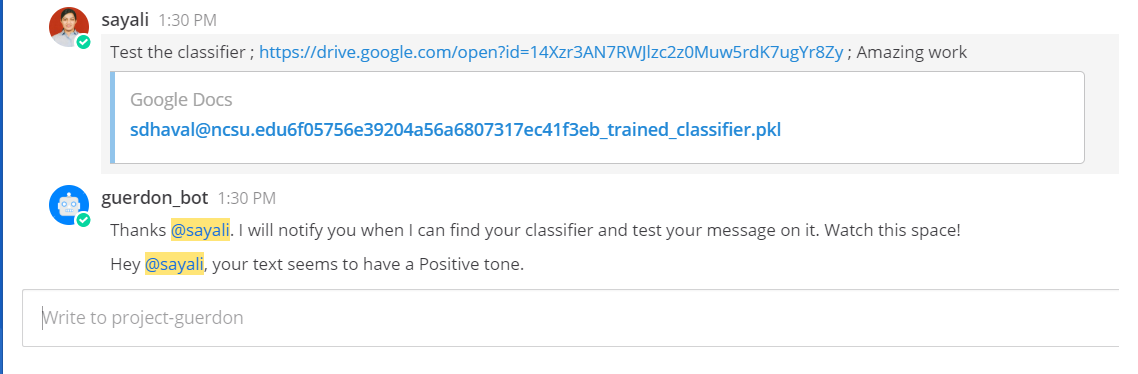 sayali 1:30 PM
Test the classifier ; https://drive.google.com/open?id=14Xzr3AN7RWJlzc2z0Muw5rdK7ugYr8Zy ; Amazing work
Google Docs
sdhaval@ncsu.edu6f05756e39204a56a6807317ec41f3eb_trained_classifier.pkl
guerdon_bot 1:30 PM
Thanks @sayali. I will notify you when I can find your classifier and test your message on it. Watch this space!
Hey @sayali, your text seems to have a Positive tone.
Write to project-guerdon